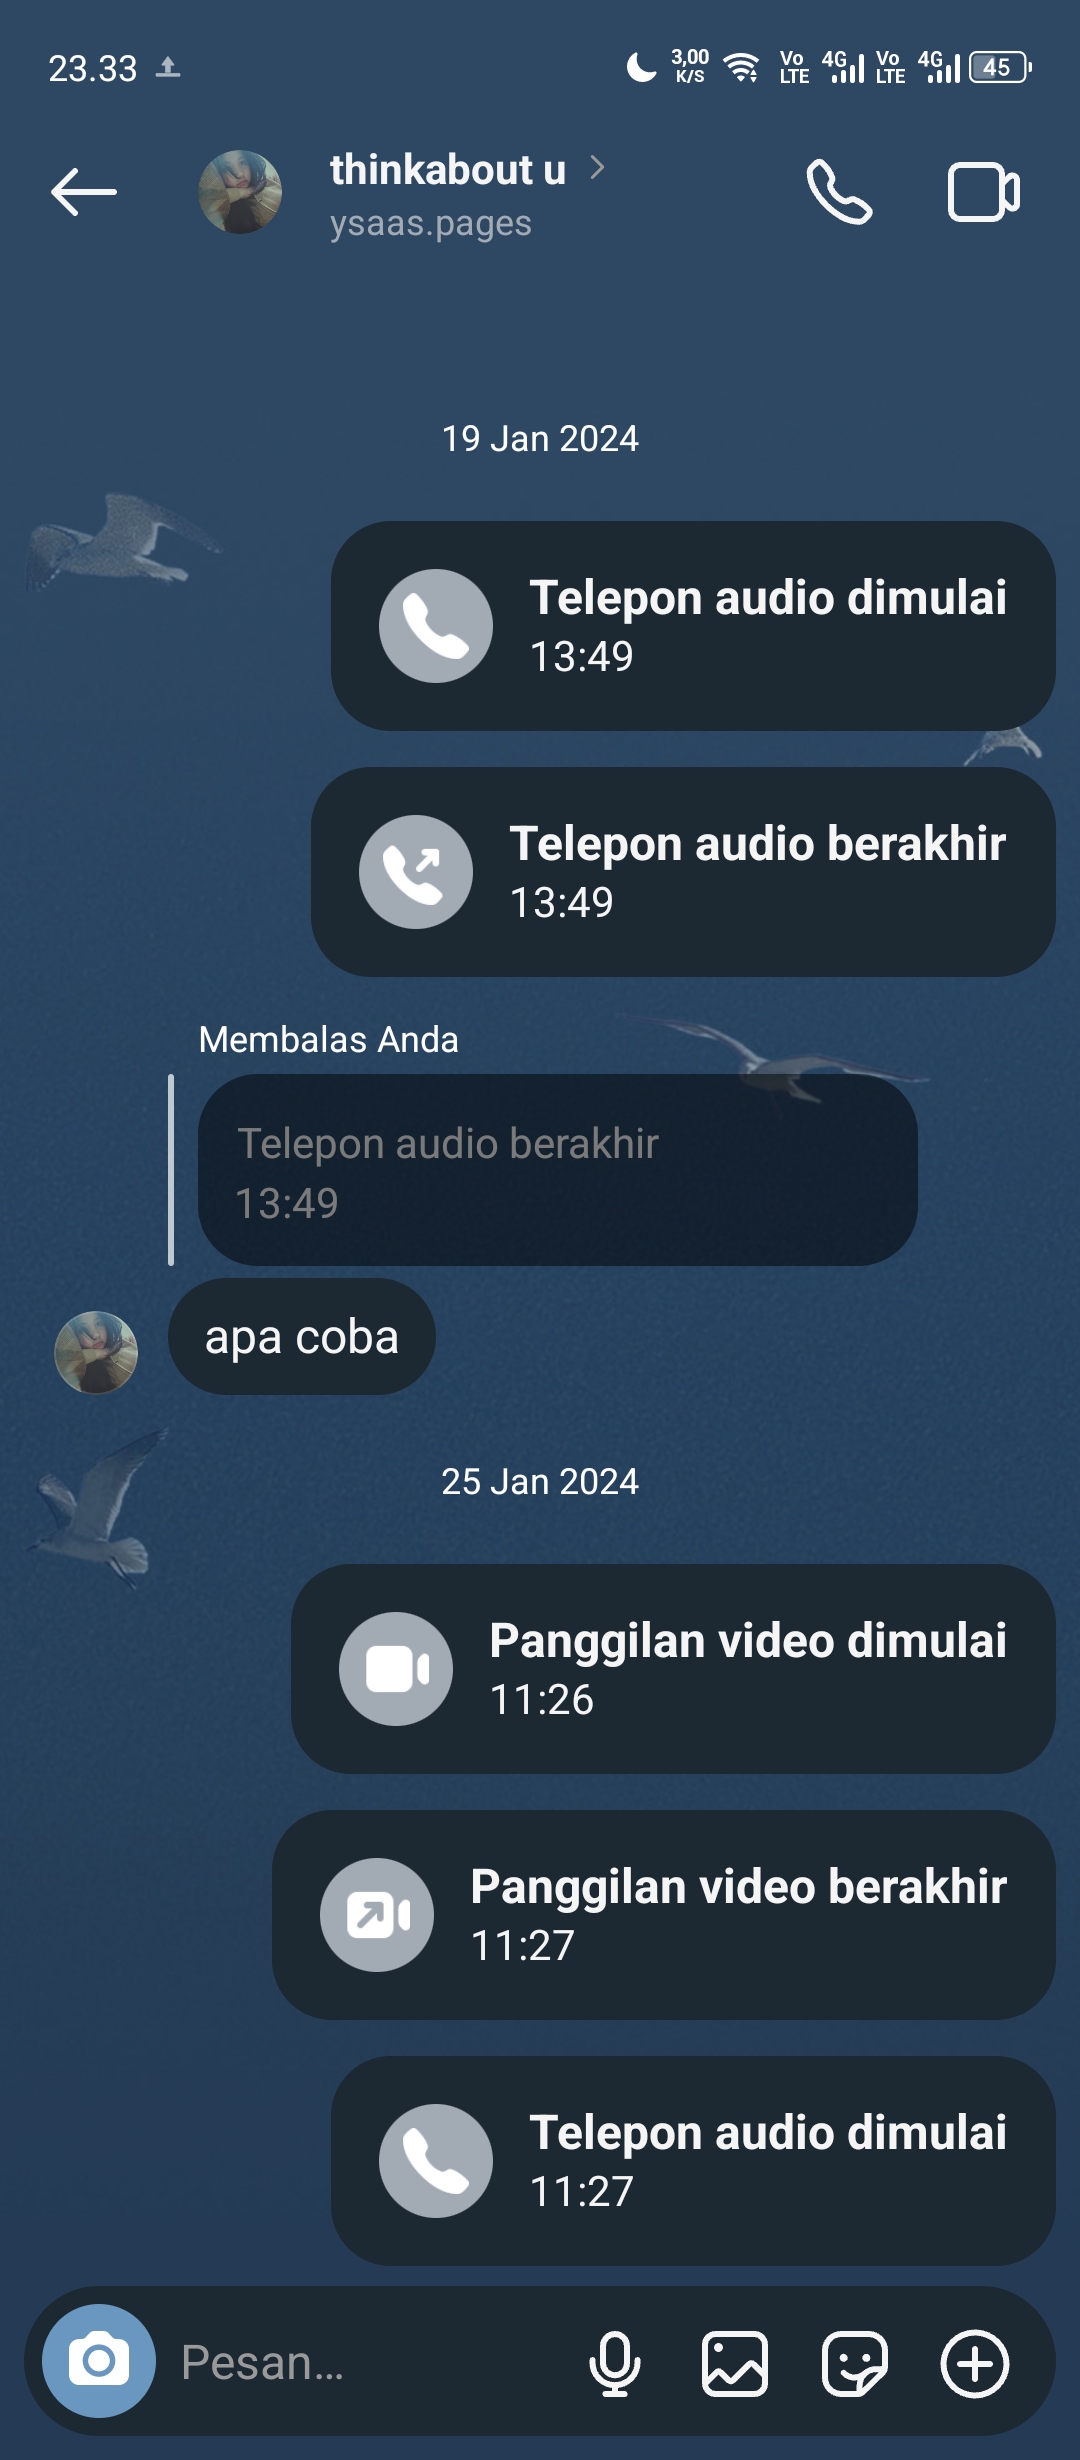 23.33
3,00 K/S Vo LTE 4G Vo LTE 4G 45
thinkabout u
ysaas.pages
19 Jan 2024
Telepon audio dimulai
13:49
Telepon audio berakhir
13:49
Membalas Anda
Telepon audio berakhir
13:49
apa coba
25 Jan 2024
Panggilan video dimulai
11:26
Panggilan video berakhir
11:27
Telepon audio dimulai
11:27
Pesan...